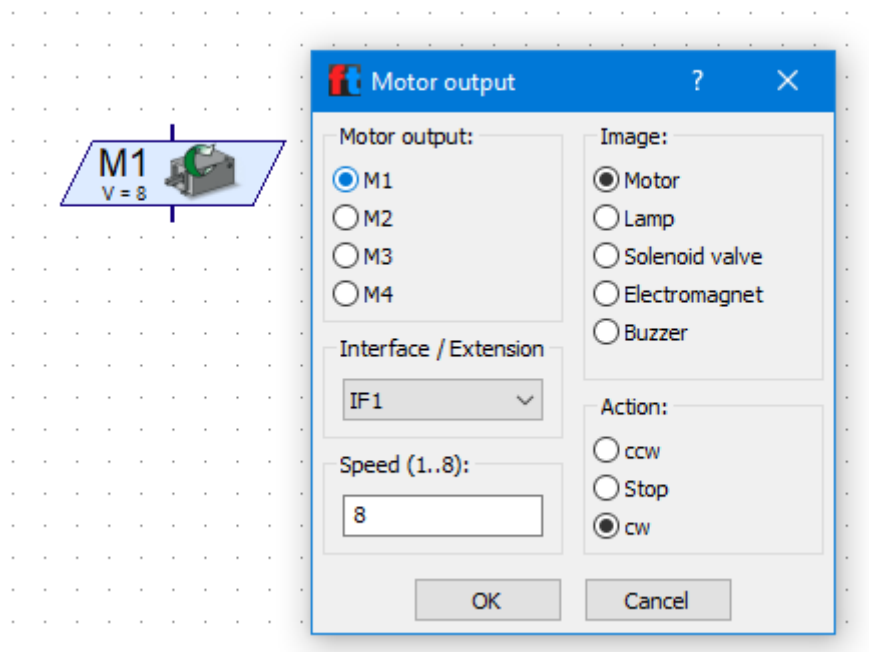 ft Motor output ? ×
M1
V = 8
Motor output:
M1
M2
M3
M4
Interface / Extension
IF1
Speed (1..8):
8
Image:
Motor
Lamp
Solenoid valve
Electromagnet
Buzzer
Action:
ccw
Stop
cw
OK
Cancel